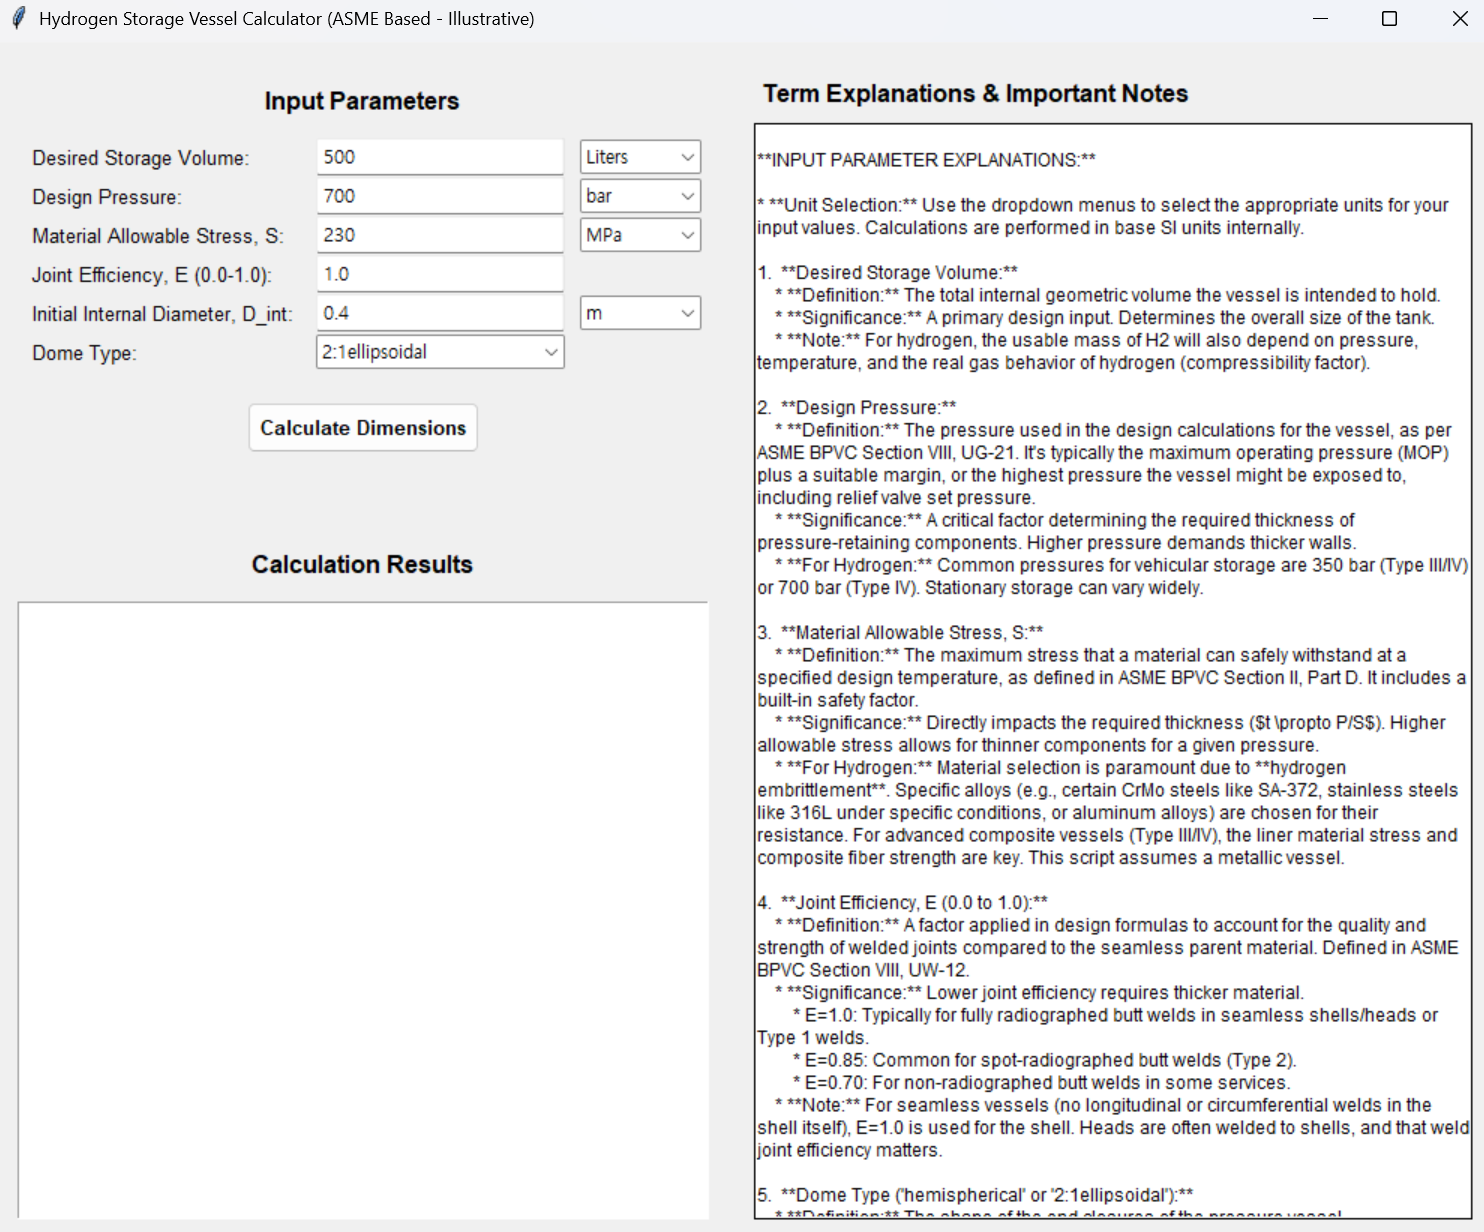 Hydrogen Storage Vessel Calculator (ASME Based - Illustrative)
Input Parameters
Desired Storage Volume: 500 Liters
Design Pressure: 700 bar
Material Allowable Stress, S: 230 MPa
Joint Efficiency, E (0.0-1.0): 1.0
Initial Internal Diameter, D_int: 0.4 m
Dome Type: 2:1ellipsoidal
Calculate Dimensions
Calculation Results
Term Explanations & Important Notes
**INPUT PARAMETER EXPLANATIONS:**
* **Unit Selection:** Use the dropdown menus to select the appropriate units for your
input values. Calculations are performed in base SI units internally.
1. **Desired Storage Volume:**
* **Definition:** The total internal geometric volume the vessel is intended to hold.
* **Significance:** A primary design input. Determines the overall size of the tank.
* **Note:** For hydrogen, the usable mass of H2 will also depend on pressure,
temperature, and the real gas behavior of hydrogen (compressibility factor).
2. **Design Pressure:**
* **Definition:** The pressure used in the design calculations for the vessel, as per
ASME BPVC Section VIII, UG-21. It's typically the maximum operating pressure (MOP)
plus a suitable margin, or the highest pressure the vessel might be exposed to,
including relief valve set pressure.
* **Significance:** A critical factor determining the required thickness of
pressure-retaining components. Higher pressure demands thicker walls.
* **For Hydrogen:** Common pressures for vehicular storage are 350 bar (Type III/IV)
or 700 bar (Type IV). Stationary storage can vary widely.
3. **Material Allowable Stress, S:**
* **Definition:** The maximum stress that a material can safely withstand at a
specified design temperature, as defined in ASME BPVC Section II, Part D. It includes a
built-in safety factor.
* **Significance:** Directly impacts the required thickness ($t \propto P/S$). Higher
allowable stress allows for thinner components for a given pressure.
* **For Hydrogen:** Material selection is paramount due to **hydrogen
embrittlement**. Specific alloys (e.g., certain CrMo steels like SA-372, stainless steels
like 316L under specific conditions, or aluminum alloys) are chosen for their
resistance. For advanced composite vessels (Type III/IV), the liner material stress and
composite fiber strength are key. This script assumes a metallic vessel.
4. **Joint Efficiency, E (0.0 to 1.0):**
* **Definition:** A factor applied in design formulas to account for the quality and
strength of welded joints compared to the seamless parent material. Defined in ASME
BPVC Section VIII, UW-12.
* **Significance:** Lower joint efficiency requires thicker material.
* E=1.0: Typically for fully radiographed butt welds in seamless shells/heads or
Type 1 welds.
* E=0.85: Common for spot-radiographed butt welds (Type 2).
* E=0.70: For non-radiographed butt welds in some services.
* **Note:** For seamless vessels (no longitudinal or circumferential welds in the
shell itself), E=1.0 is used for the shell. Heads are often welded to shells, and that weld
joint efficiency matters.
5. **Dome Type ('hemispherical' or '2:1ellipsoidal'):**
* **Definition:** The shape of the end closures of the pressure vessel.